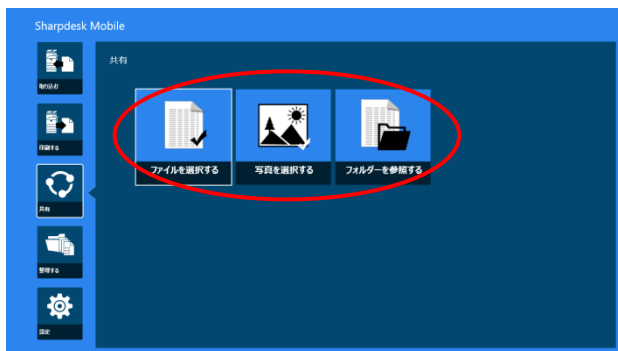 Sharpdesk Mobile
取り込む
印刷する
共有
整理する
設定
共有
ファイルを選択する
写真を選択する
フォルダーを参照する